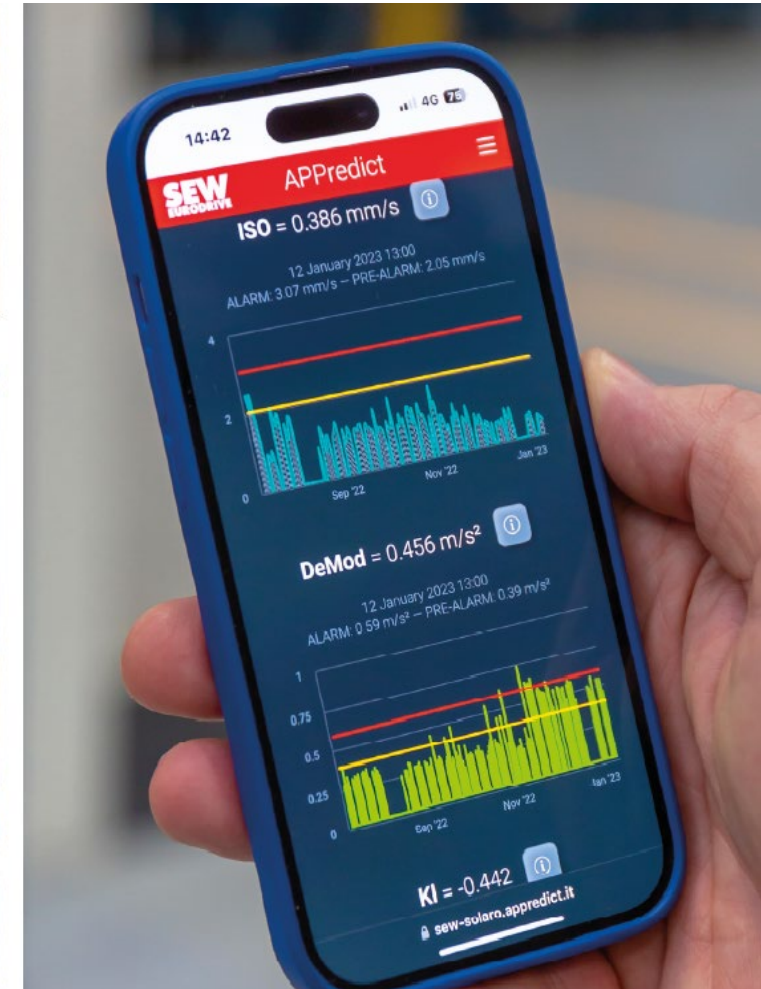 14:42
4G 75
SEW
EURODRIVE
APPredict
ISO = 0.386 mm/s
12 January 2023 13:00
ALARM: 3.07 mm/s — PRE-ALARM: 2.05 mm/s
4
2
0
Sep '22
Nov '22
Jan '23
DeMod = 0.456 m/s²
12 January 2023 13:00
ALARM: 0.59 m/s² — PRE-ALARM: 0.39 m/s²
1
0.75
0.5
0.25
0
Sep '22
Nov '22
Jan '23
KI = -0.442
sew-solaro.appredict.it